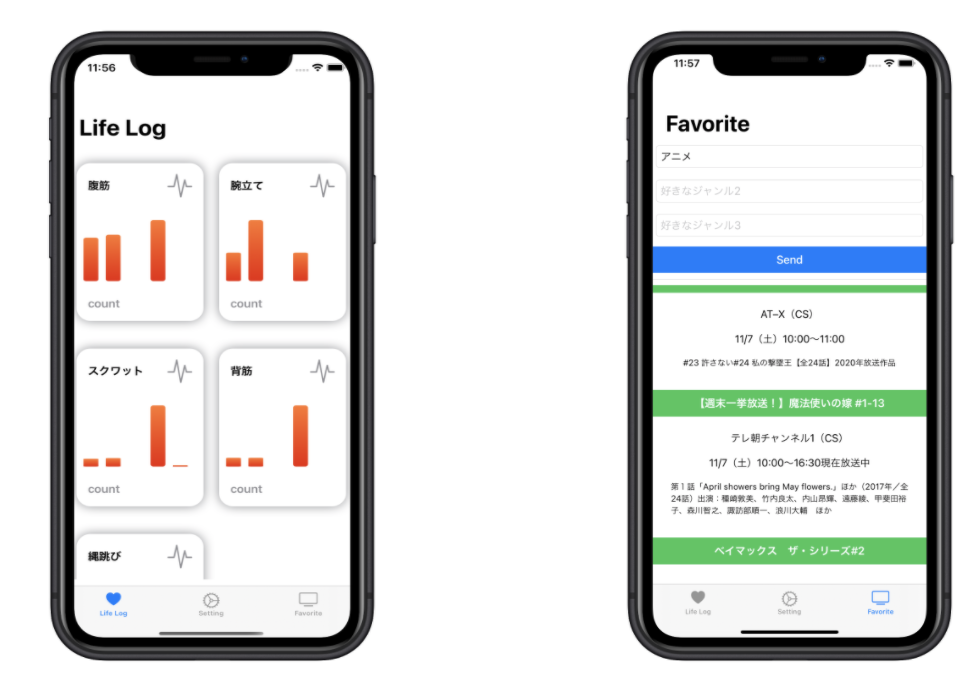 11:56
Life Log
腹筋
腕立て
count
count
スクワット
背筋
count
count
縄跳び
Life Log
Setting
Favorite
11:57
Favorite
アニメ
好きなジャンル2
好きなジャンル3
Send
AT-X（CS）
11/7（土）10:00〜11:00
#23 許さない#24 私の撃墜王【全24話】2020年放送作品
【週末一挙放送！】魔法使いの嫁 #1-13
テレ朝チャンネル1（CS）
11/7（土）10:00〜16:30現在放送中
第１話「April showers bring May flowers.」ほか（2017年／全
24話）出演：種﨑敦美、竹内良太、内山昂輝、遠藤綾、甲斐田裕
子、森川智之、諏訪部順一、浪川大輔　ほか
ベイマックス　ザ・シリーズ#2
Life Log
Setting
Favorite